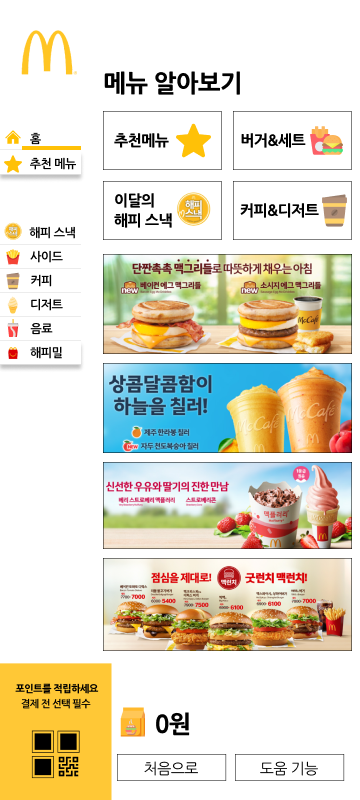 메뉴 알아보기
홈
추천 메뉴
해피 스낵
사이드
커피
디저트
음료
해피밀
추천메뉴
버거&세트
이달의
해피 스낵
해피
스낵
커피&디저트
단짠촉촉 맥그리들로 따뜻하게 채우는 아침
new 베이컨 에그 맥그리들
new 소시지 에그 맥그리들
McCafé
상콤달콤함이
하늘을 칠러!
제주 한라봉 칠러
NEW 자두 천도복숭아 칠러
McCafé
McCafé
신선한 우유와 딸기의 진한 만남
베리 스트로베리 맥플러리
스트로베리콘
맥플러리
점심을 제대로!
맥런치
굿런치 맥런치!
7000
5400
7500
6100
6100
7000
포인트를 적립하세요
결제 전 선택 필수
0원
처음으로
도움 기능